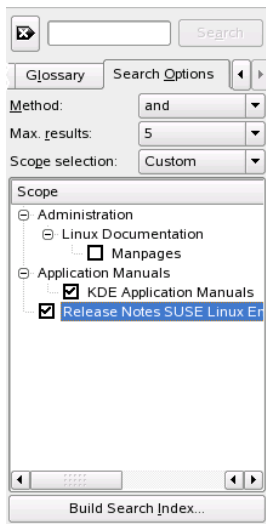 Search
Glossary
Search Options
Method: and
Max. results: 5
Scope selection: Custom
Scope
Administration
Linux Documentation
Manpages
Application Manuals
KDE Application Manuals
Release Notes SUSE Linux En
Build Search Index...